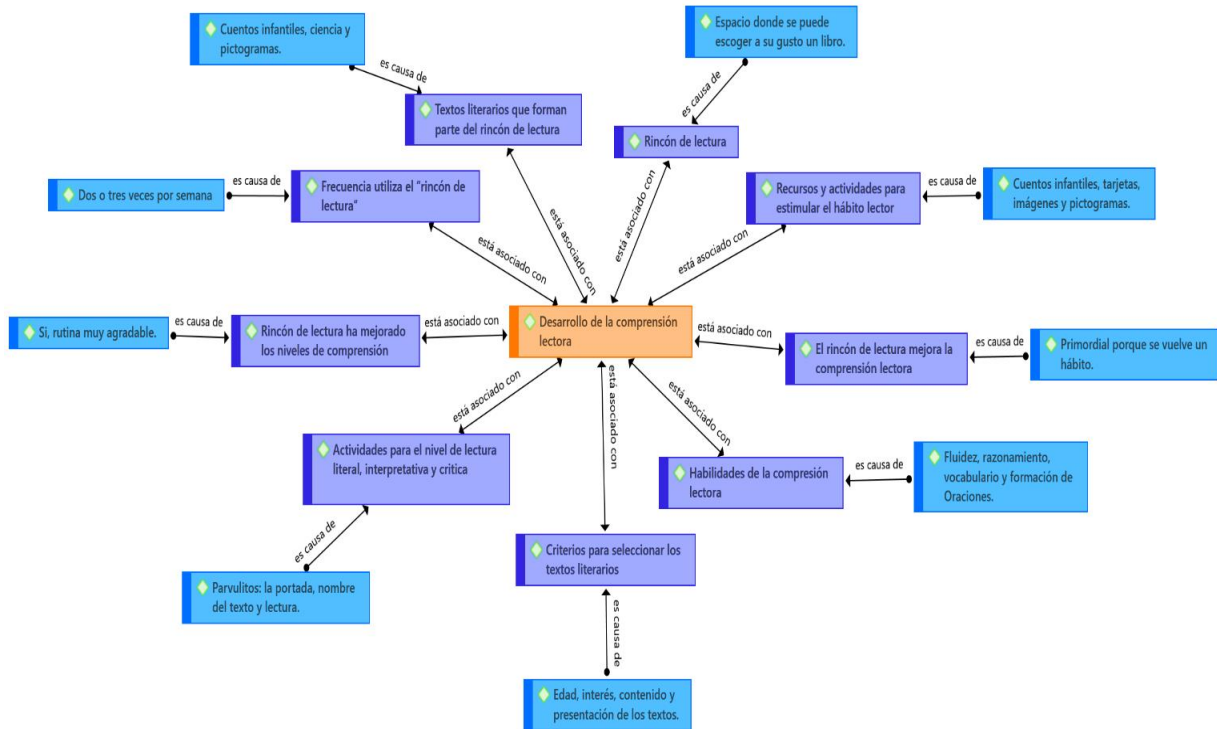 Cuentos infantiles, ciencia y
pictogramas.
es causa de
Textos literarios que forman
parte del rincón de lectura
está asociado con
Espacio donde se puede
escoger a su gusto un libro.
es causa de
Rincón de lectura
está asociado con
Dos o tres veces por semana
es causa de
Frecuencia utiliza el “rincón de
lectura”
está asociado con
Recursos y actividades para
estimular el hábito lector
es causa de
Cuentos infantiles, tarjetas,
imágenes y pictogramas.
está asociado con
Si, rutina muy agradable.
es causa de
Rincón de lectura ha mejorado
los niveles de comprensión
está asociado con
Desarrollo de la comprensión
lectora
está asociado con
El rincón de lectura mejora la
comprensión lectora
es causa de
Primordial porque se vuelve un
hábito.
está asociado con
Actividades para el nivel de lectura
literal, interpretativa y critica
es causa de
Parvulitos: la portada, nombre
del texto y lectura.
está asociado con
Criterios para seleccionar los
textos literarios
es causa de
Edad, interés, contenido y
presentación de los textos.
está asociado con
Habilidades de la compresión
lectora
es causa de
Fluidez, razonamiento,
vocabulario y formación de
Oraciones.